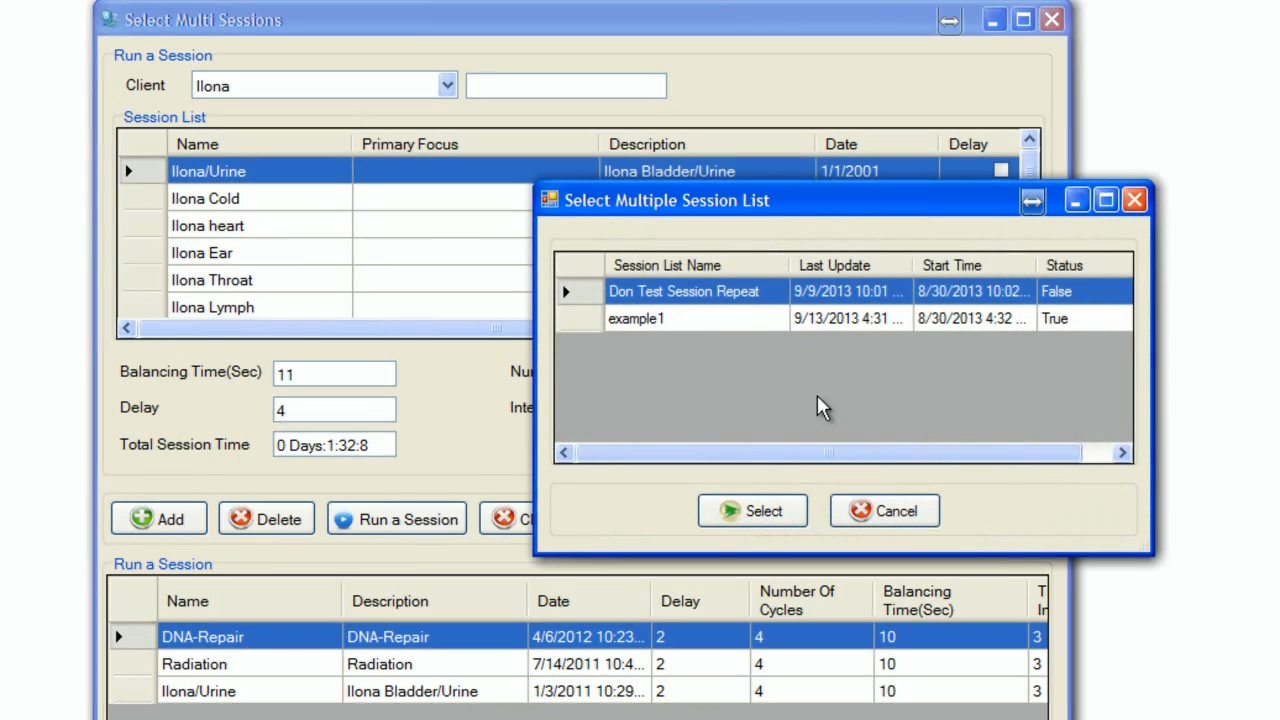 Select Multi Sessions
Run a Session
Client Ilona
Session List
Name Primary Focus Description Date Delay
Ilona/Urine Ilona Bladder/Urine 1/1/2001
Select Multiple Session List
Ilona Cold
Ilona heart
Ilona Ear
Ilona Throat
Ilona Lymph
Session List Name Last Update Start Time Status
Don Test Session Repeat 9/9/2013 10:01 ... 8/30/2013 10:02... False
example1 9/13/2013 4:31 ... 8/30/2013 4:32 ... True
Select Cancel
Balancing Time(Sec) 11
Delay 4
Total Session Time 0 Days:1:32:8
Add Delete Run a Session
Run a Session
Name Description Date Delay Number Of Cycles Balancing Time(Sec)
DNA-Repair DNA-Repair 4/6/2012 10:23... 2 4 10 3
Radiation Radiation 7/14/2011 10:4... 2 4 10 3
Ilona/Urine Ilona Bladder/Urine 1/3/2011 10:29... 2 4 10 3